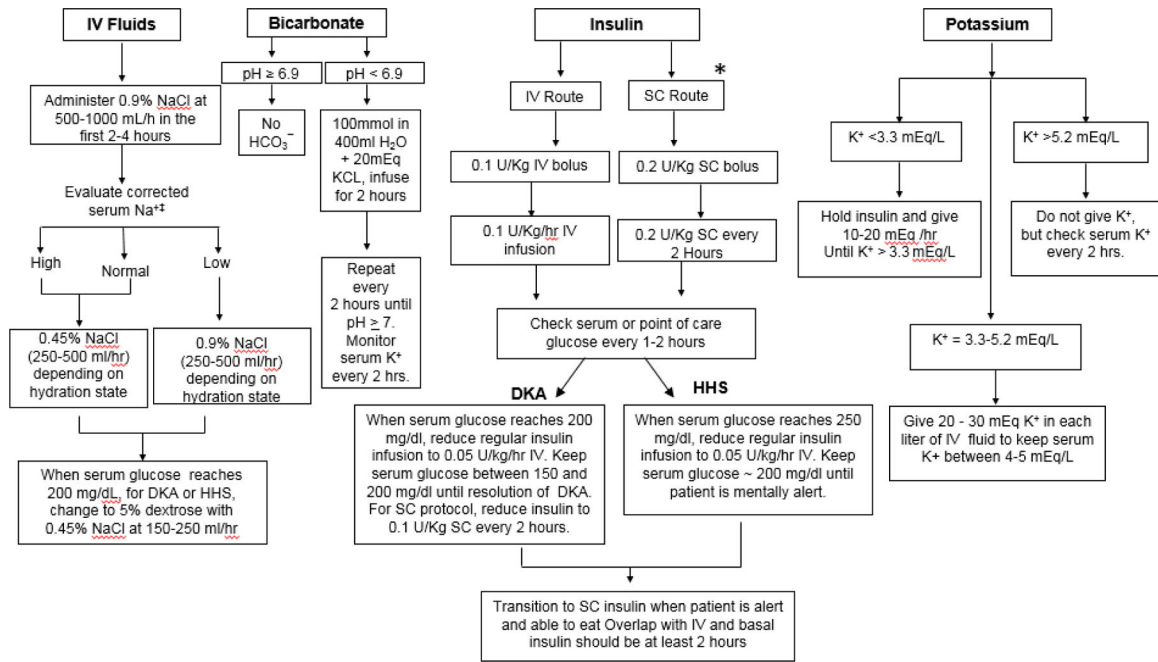 IV Fluids
Administer 0.9% NaCl at
500-1000 mL/h in the
first 2-4 hours
Evaluate corrected
serum Na⁺‡
High
Normal
Low
0.45% NaCl
(250-500 ml/hr)
depending on
hydration state
0.9% NaCl
(250-500 ml/hr)
depending on
hydration state
When serum glucose reaches
200 mg/dL, for DKA or HHS,
change to 5% dextrose with
0.45% NaCl at 150-250 ml/hr
Bicarbonate
pH ≥ 6.9
No
HCO₃⁻
pH < 6.9
100mmol in
400ml H₂O
+ 20mEq
KCL, infuse
for 2 hours
Repeat
every
2 hours until
pH ≥ 7.
Monitor
serum K⁺
every 2 hrs.
Insulin
IV Route
0.1 U/Kg IV bolus
0.1 U/Kg/hr IV
infusion
*
SC Route
0.2 U/Kg SC bolus
0.2 U/Kg SC every
2 Hours
Check serum or point of care
glucose every 1-2 hours
DKA
When serum glucose reaches 200
mg/dl, reduce regular insulin
infusion to 0.05 U/kg/hr IV. Keep
serum glucose between 150 and
200 mg/dl until resolution of DKA.
For SC protocol, reduce insulin to
0.1 U/Kg SC every 2 hours.
HHS
When serum glucose reaches 250
mg/dl, reduce regular insulin
infusion to 0.05 U/kg/hr IV. Keep
serum glucose ~ 200 mg/dl until
patient is mentally alert.
Transition to SC insulin when patient is alert
and able to eat Overlap with IV and basal
insulin should be at least 2 hours
Potassium
K⁺ <3.3 mEq/L
Hold insulin and give
10-20 mEq /hr
Until K⁺ > 3.3 mEq/L
K⁺ >5.2 mEq/L
Do not give K⁺,
but check serum K⁺
every 2 hrs.
K⁺ = 3.3-5.2 mEq/L
Give 20 - 30 mEq K⁺ in each
liter of IV fluid to keep serum
K+ between 4-5 mEq/L